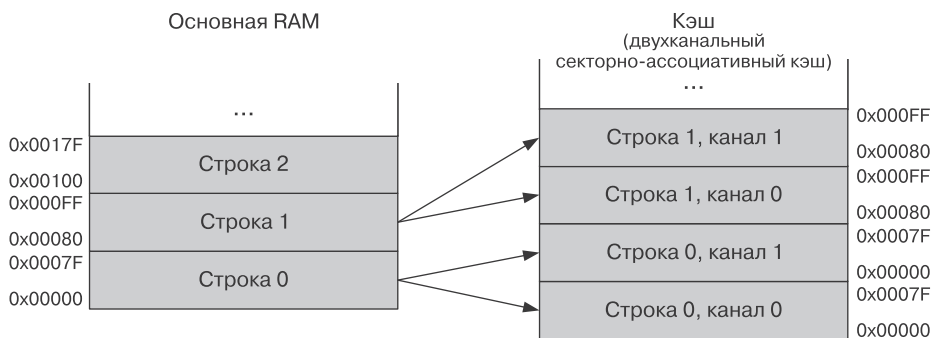 Основная RAM
...
0x0017F
Строка 2
0x00100
0x000FF
Строка 1
0x00080
0x0007F
Строка 0
0x00000
Кэш
(двухканальный
секторно-ассоциативный кэш)
...
0x000FF
Строка 1, канал 1
0x00080
0x000FF
Строка 1, канал 0
0x00080
0x0007F
Строка 0, канал 1
0x00000
0x0007F
Строка 0, канал 0
0x00000